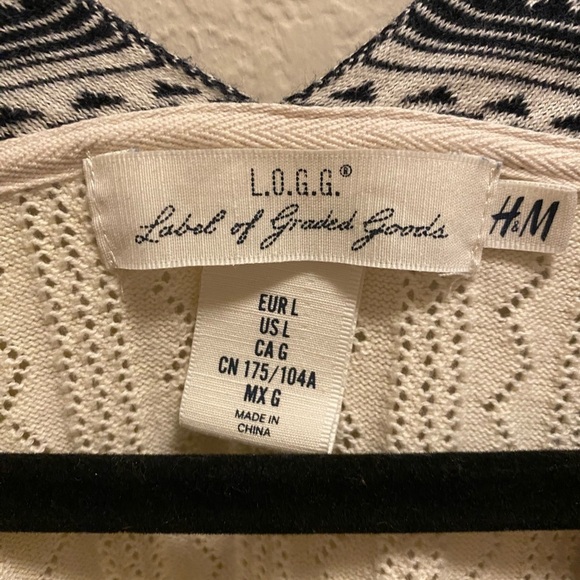 L.O.G.G.®
Label of Graded Goods
H&M
EUR L
US L
CA G
CN 175/104A
MX G
MADE IN
CHINA